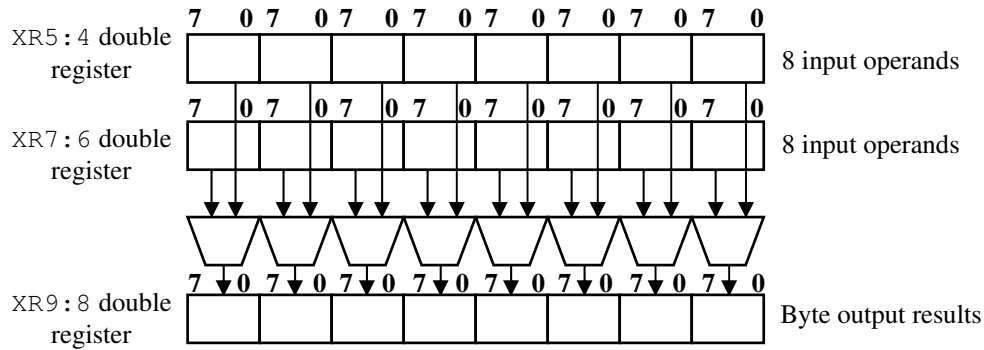 7 0 7 0 7 0 7 0 7 0 7 0 7 0 7 0
XR5:4 double
register
8 input operands
7 0 7 0 7 0 7 0 7 0 7 0 7 0 7 0
XR7:6 double
register
8 input operands
7 0 7 0 7 0 7 0 7 0 7 0 7 0 7 0
XR9:8 double
register
Byte output results